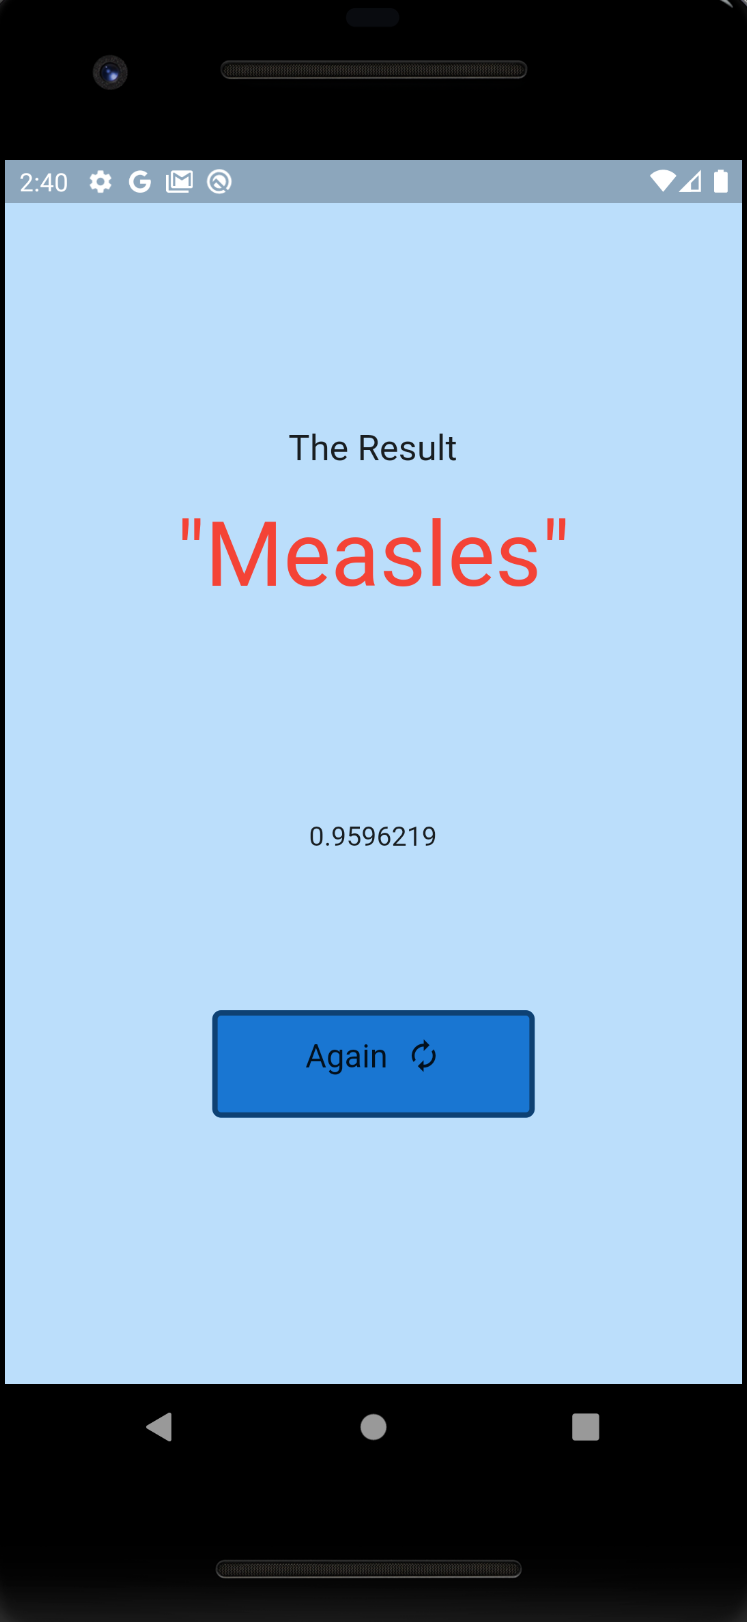 2:40
The Result
"Measles"
0.9596219
Again